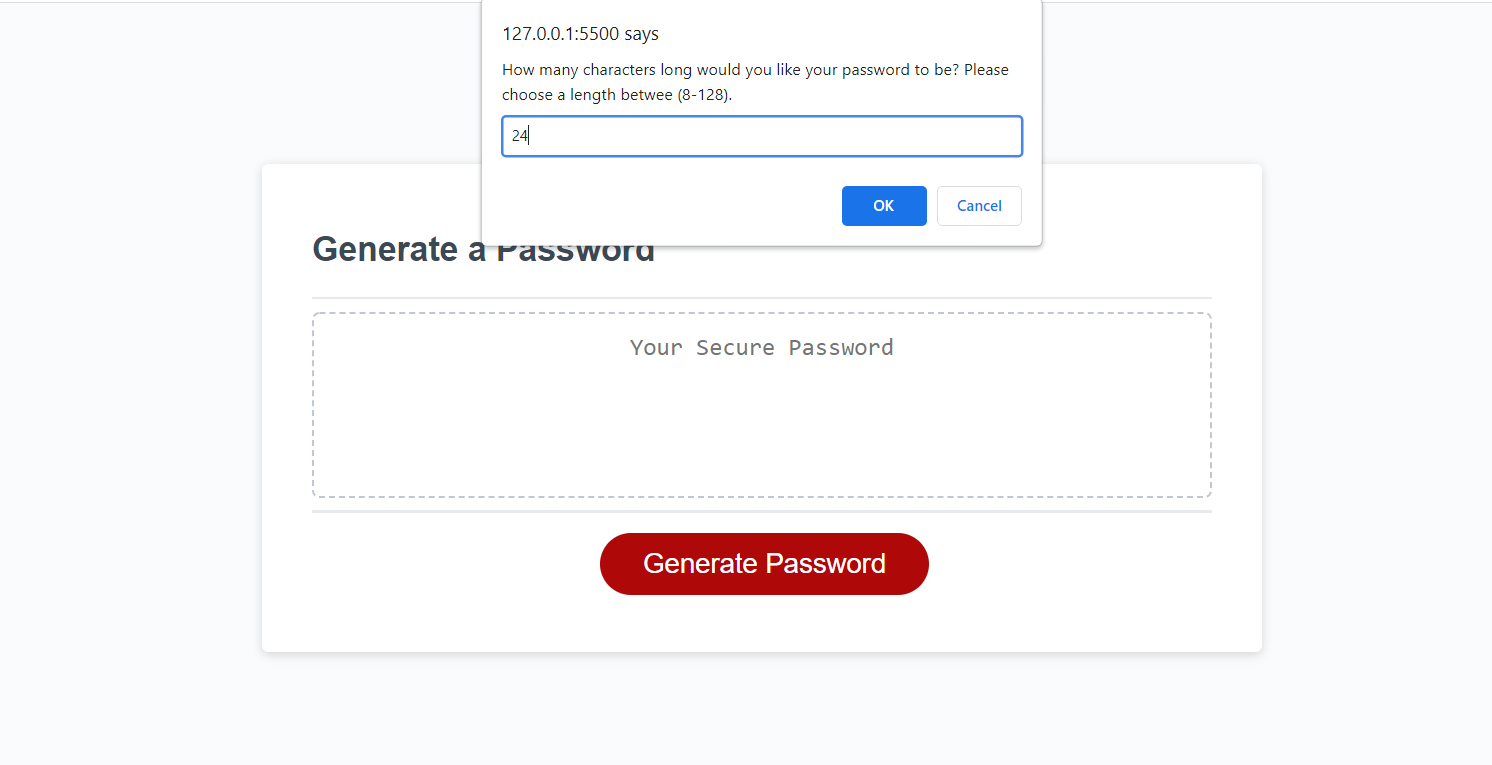 127.0.0.1:5500 says
How many characters long would you like your password to be? Please
choose a length betwee (8-128).
24
OK
Cancel
Generate a Password
Your Secure Password
Generate Password